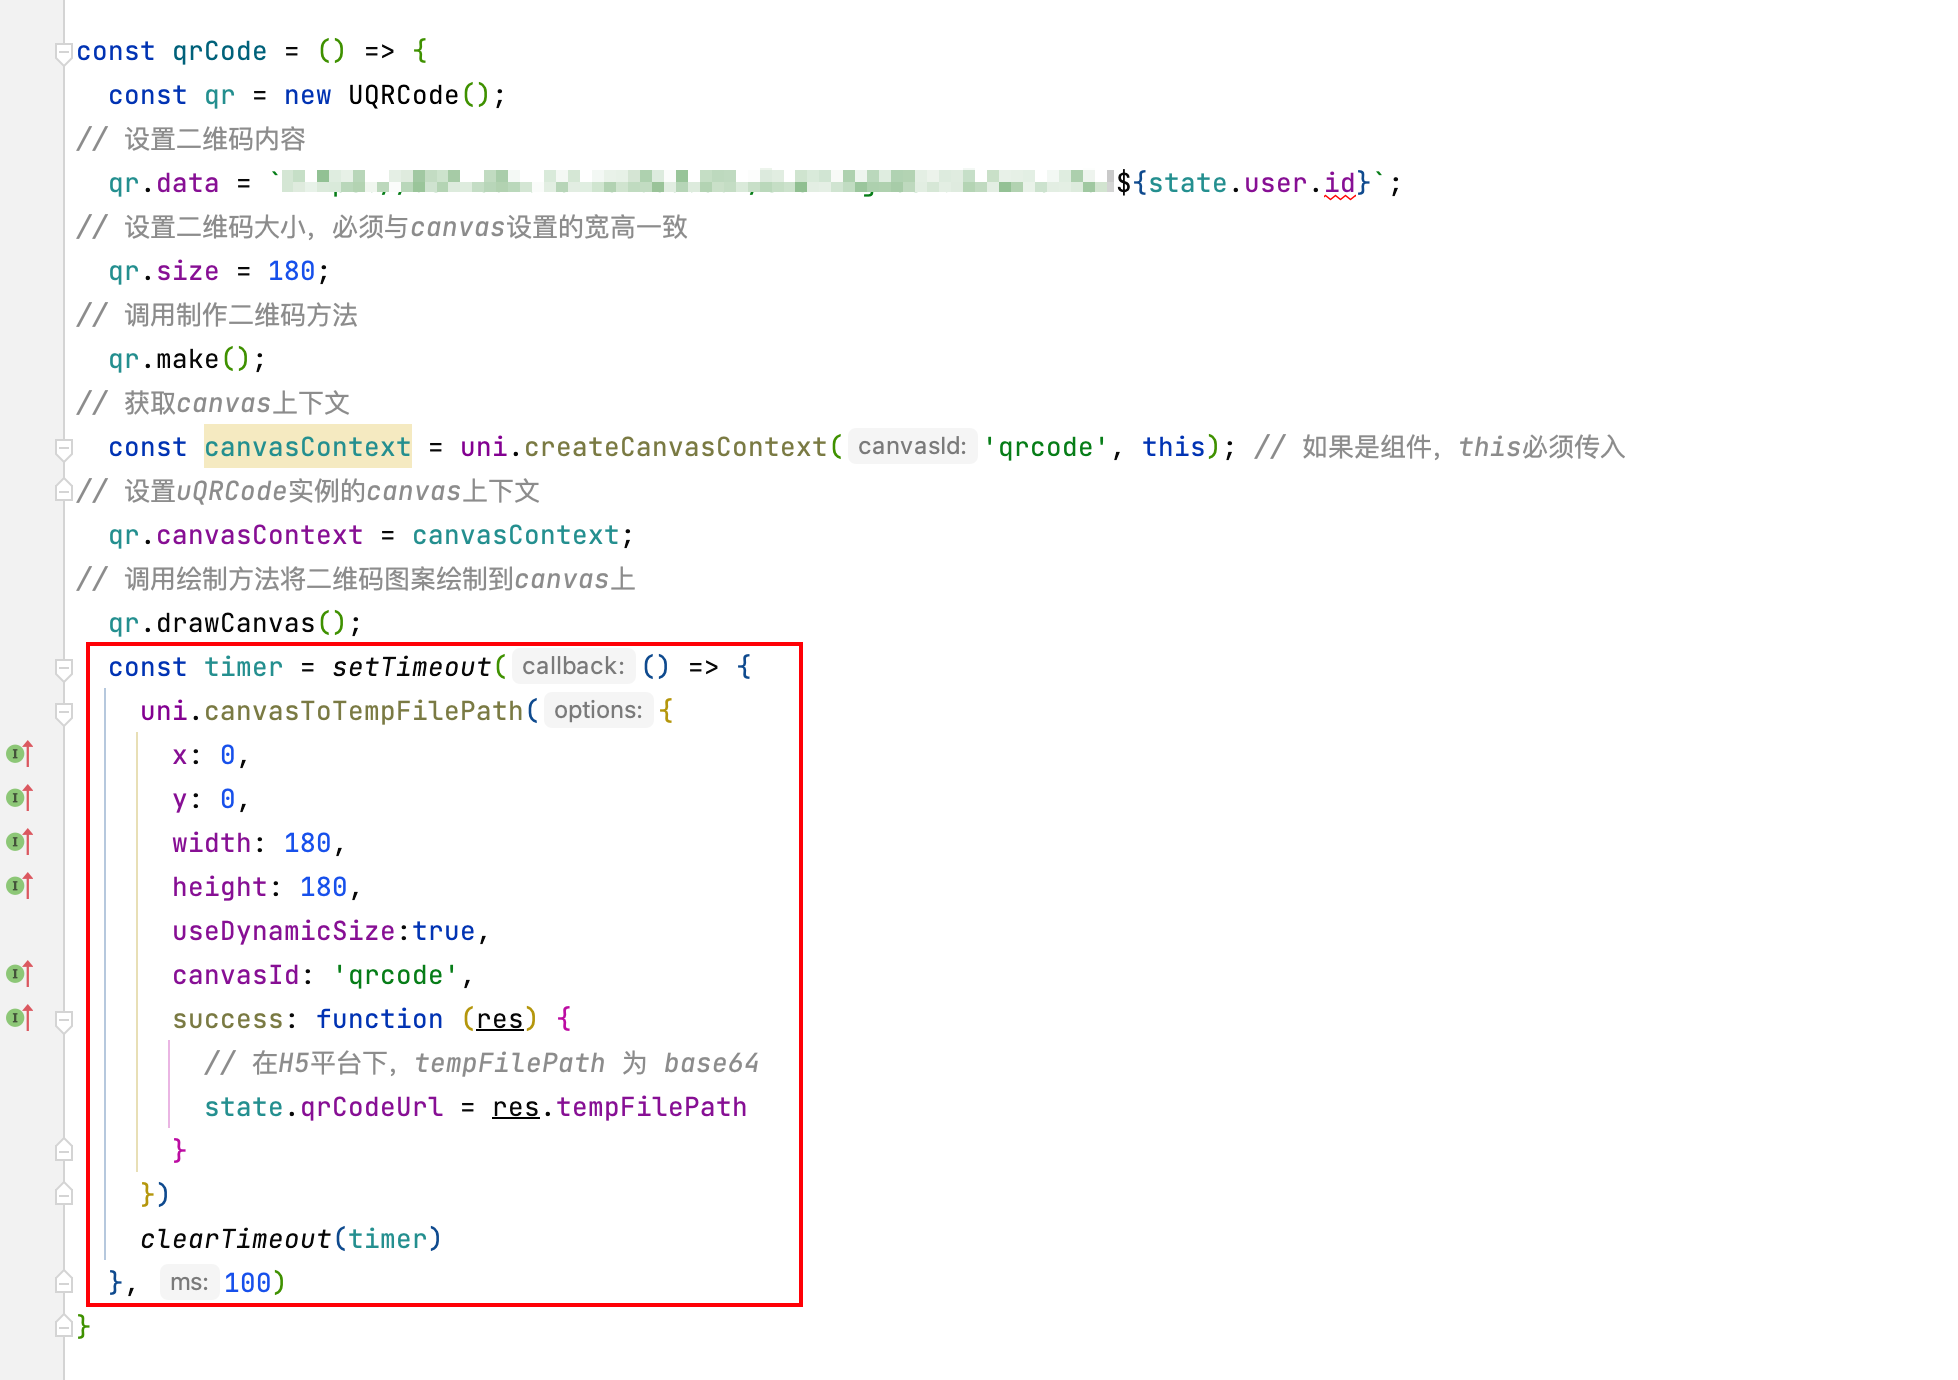 const qrCode = () => {
const qr = new UQRCode();
// 设置二维码内容
qr.data = `${state.user.id}`;
// 设置二维码大小，必须与canvas设置的宽高一致
qr.size = 180;
// 调用制作二维码方法
qr.make();
// 获取canvas上下文
const canvasContext = uni.createCanvasContext( canvasId: 'qrcode', this); // 如果是组件，this必须传入
// 设置uQRCode实例的canvas上下文
qr.canvasContext = canvasContext;
// 调用绘制方法将二维码图案绘制到canvas上
qr.drawCanvas();
const timer = setTimeout( callback: () => {
uni.canvasToTempFilePath( options: {
x: 0,
y: 0,
width: 180,
height: 180,
useDynamicSize:true,
canvasId: 'qrcode',
success: function (res) {
// 在H5平台下，tempFilePath 为 base64
state.qrCodeUrl = res.tempFilePath
}
})
clearTimeout(timer)
}, ms: 100)
}